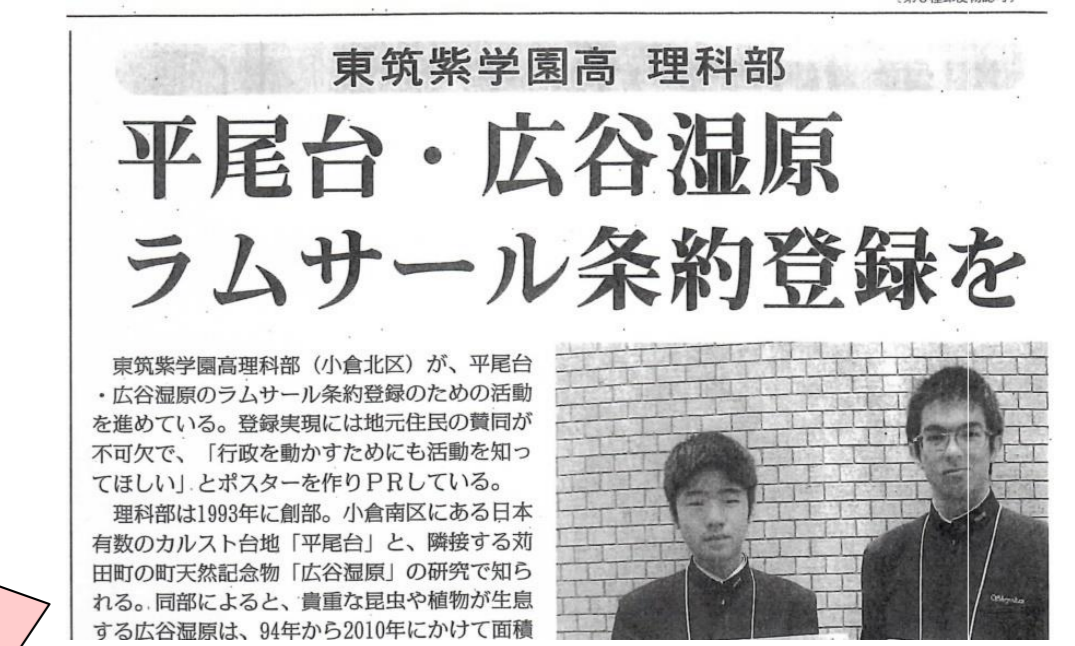 東筑紫学園高 理科部
平尾台・広谷湿原
ラムサール条約登録を
東筑紫学園高理科部（小倉北区）が、平尾台
・広谷湿原のラムサール条約登録のための活動
を進めている。登録実現には地元住民の賛同が
不可欠で、「行政を動かすためにも活動を知っ
てほしい」とポスターを作りＰＲしている。
理科部は1993年に創部。小倉南区にある日本
有数のカルスト台地「平尾台」と、隣接する苅
田町の町天然記念物「広谷湿原」の研究で知ら
れる。同部によると、貴重な昆虫や植物が生息
する広谷湿原は、94年から2010年にかけて面積